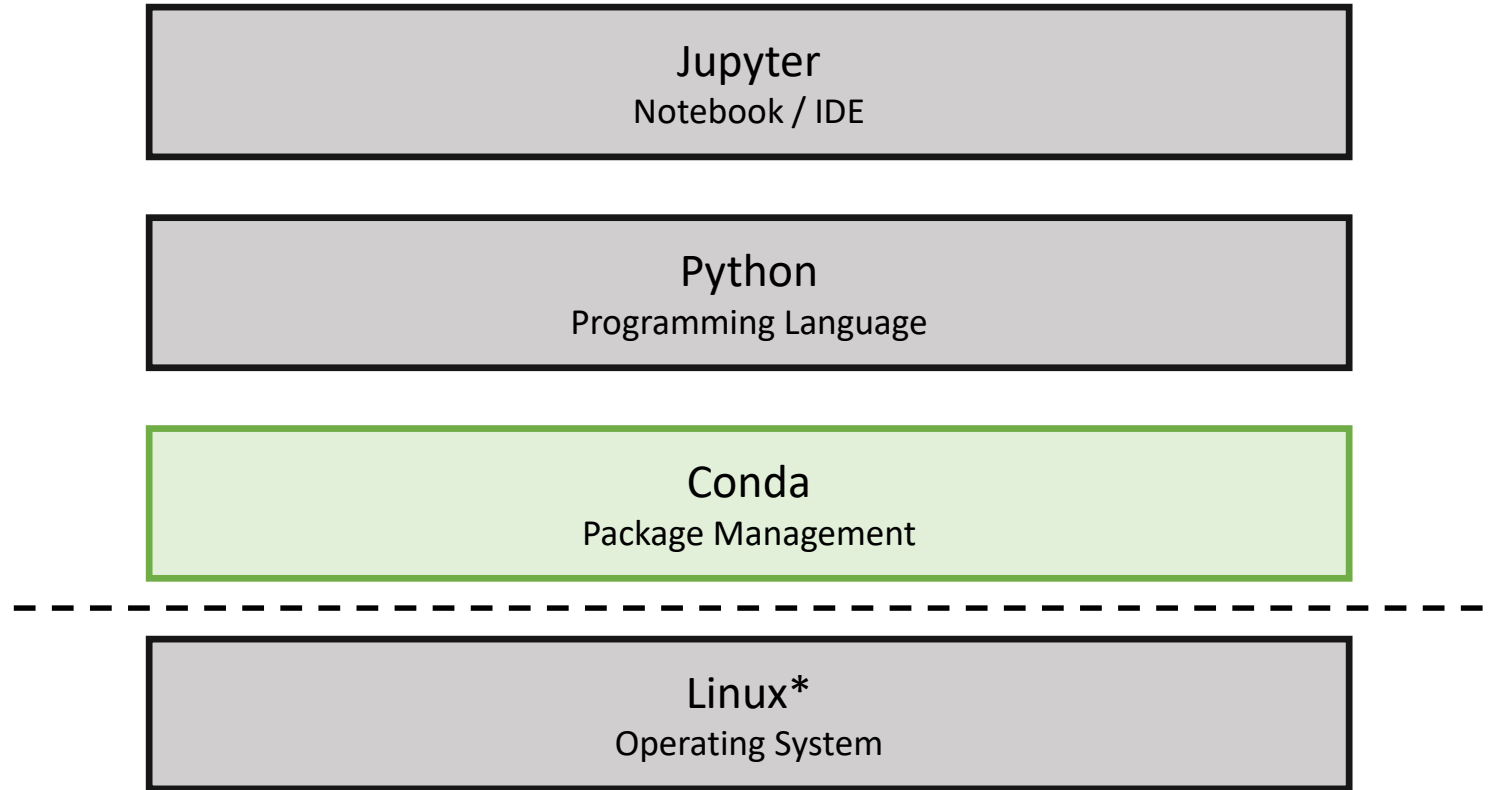 Jupyter
Notebook / IDE
Python
Programming Language
Conda
Package Management
Linux*
Operating System